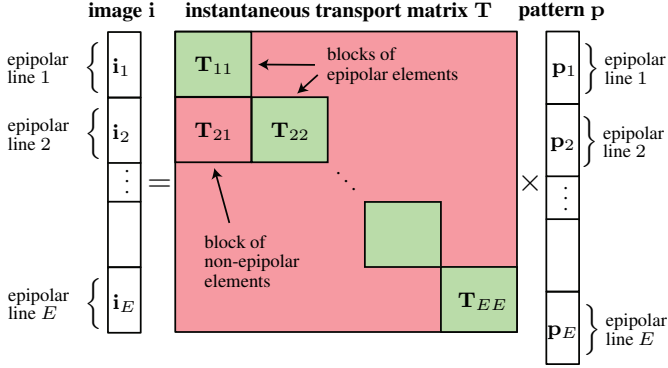 image i instantaneous transport matrix T pattern p
epipolar
line 1
i1
T11
blocks of
epipolar elements
p1
epipolar
line 1
epipolar
line 2
i2
T21
T22
p2
epipolar
line 2
⋮
=
⋱
×
⋮
block of
non-epipolar
elements
epipolar
line E
iE
TEE
pE
epipolar
line E